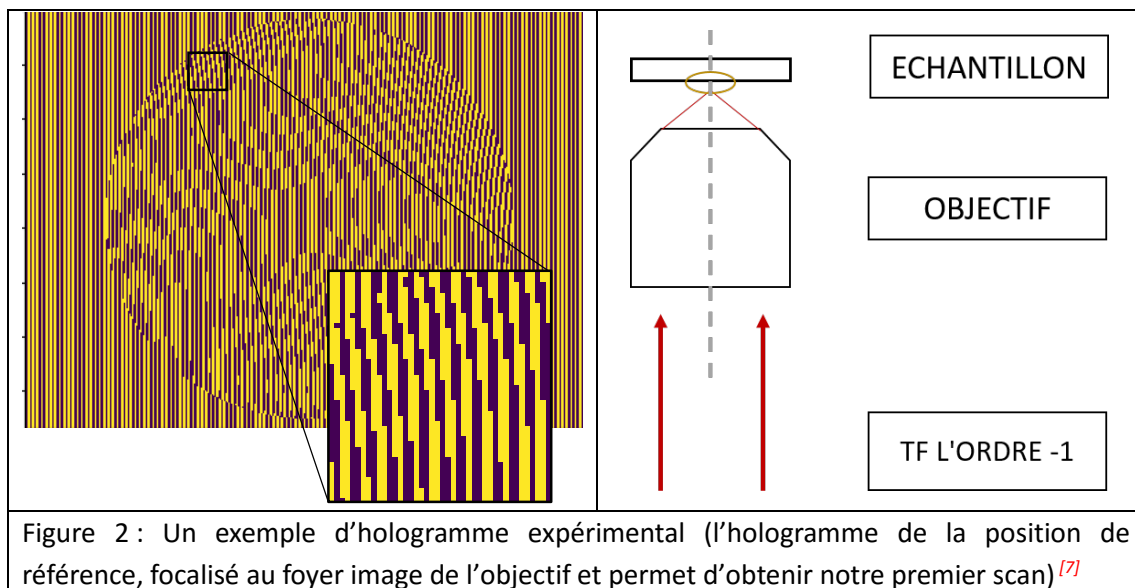 ECHANTILLON
OBJECTIF
TF L'ORDRE -1
Figure 2 : Un exemple d’hologramme expérimental (l’hologramme de la position de
référence, focalisé au foyer image de l’objectif et permet d’obtenir notre premier scan) [7]